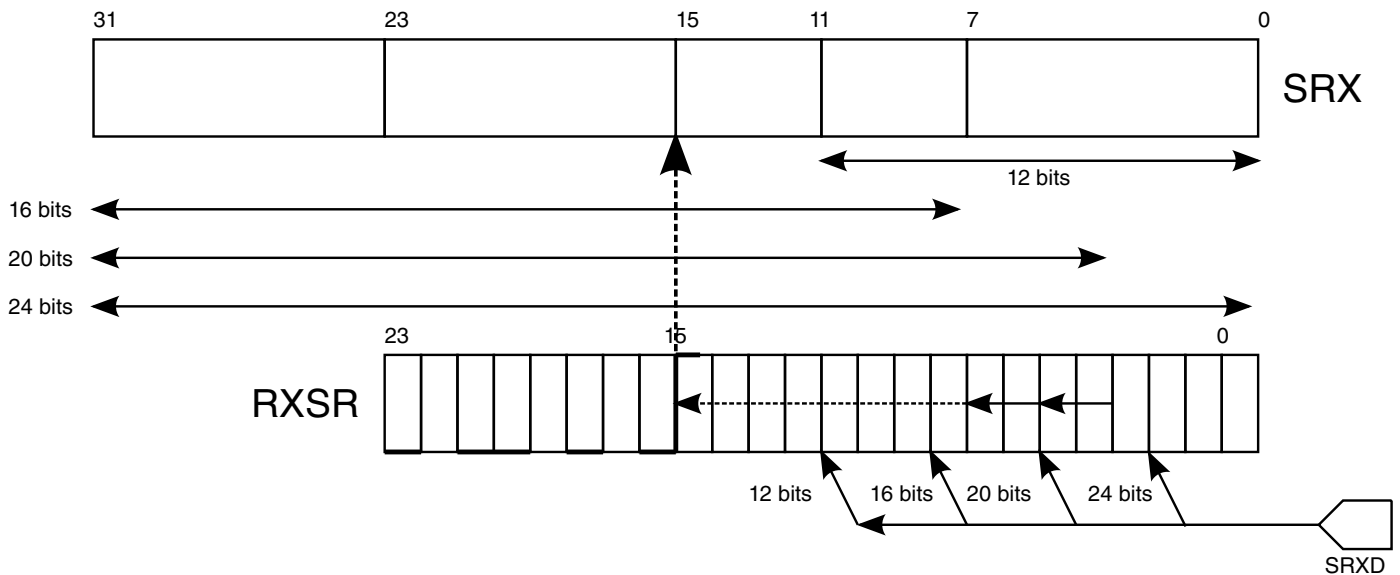 31 23 15 11 7 0
SRX
12 bits
16 bits
20 bits
24 bits
23 15 0
RXSR
12 bits 16 bits 20 bits 24 bits
SRXD